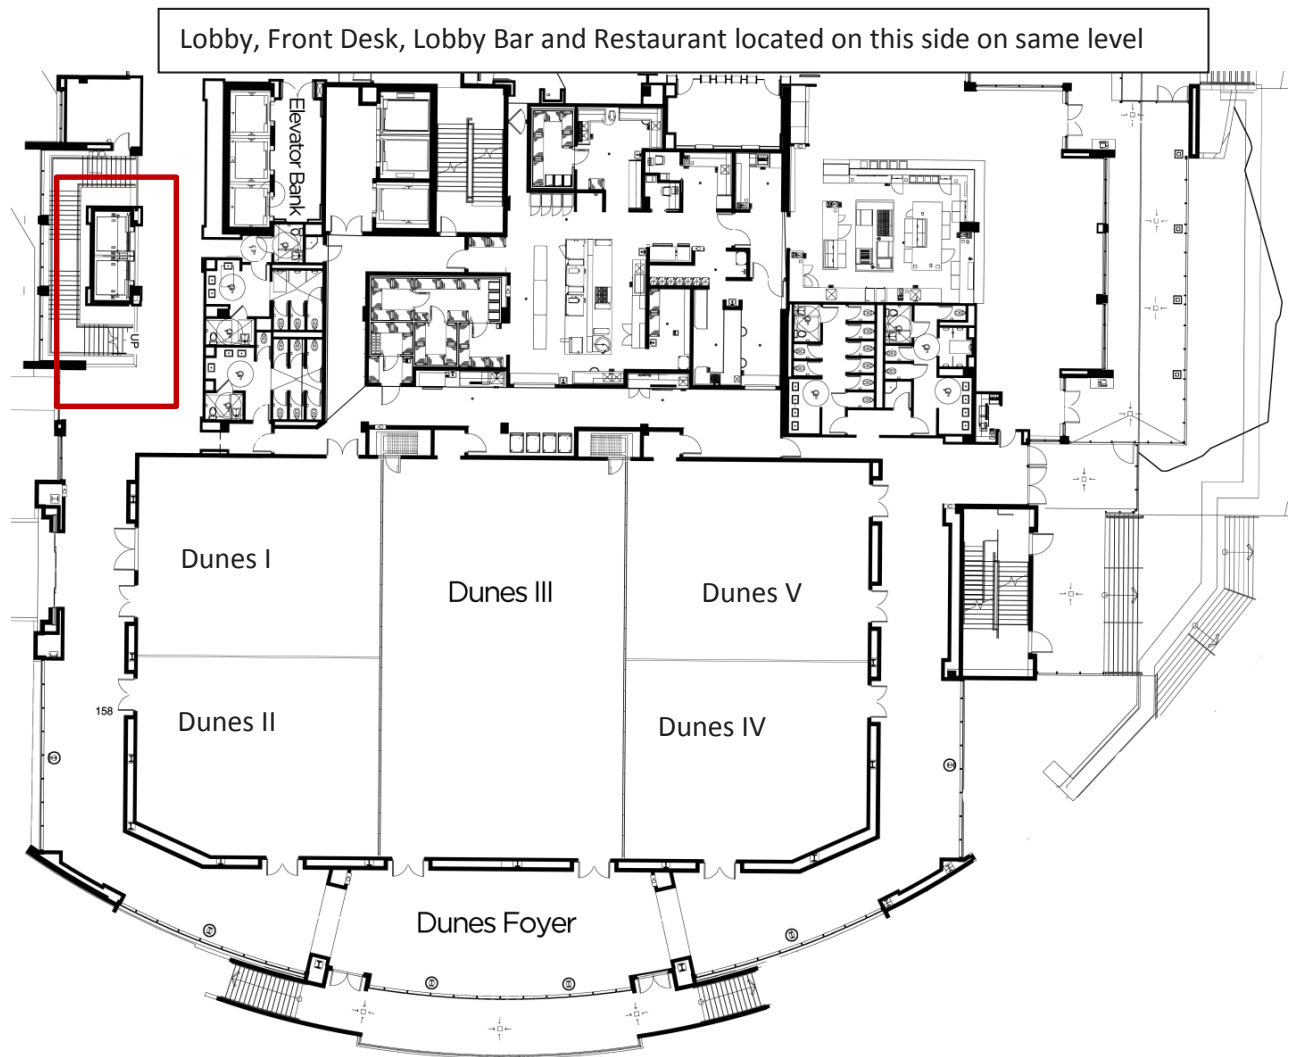 Lobby, Front Desk, Lobby Bar and Restaurant located on this side on same level
Elevator Bank
UP
Dunes I
Dunes III
Dunes V
Dunes II
Dunes IV
158
Dunes Foyer